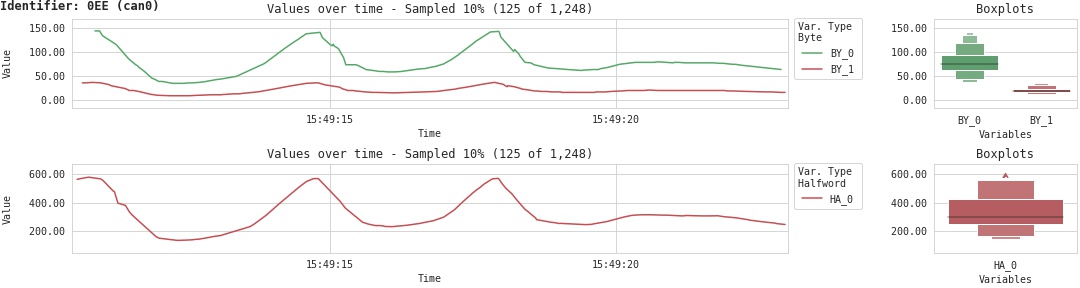 Identifier: 0EE (can0)
Values over time - Sampled 10% (125 of 1,248)
Boxplots
Value
150.00
100.00
50.00
0.00
15:49:15
15:49:20
Time
Var. Type
Byte
BY_0
BY_1
150.00
100.00
50.00
0.00
BY_0
BY_1
Variables
Values over time - Sampled 10% (125 of 1,248)
Boxplots
Value
600.00
400.00
200.00
15:49:15
15:49:20
Time
Var. Type
Halfword
HA_0
600.00
400.00
200.00
HA_0
Variables